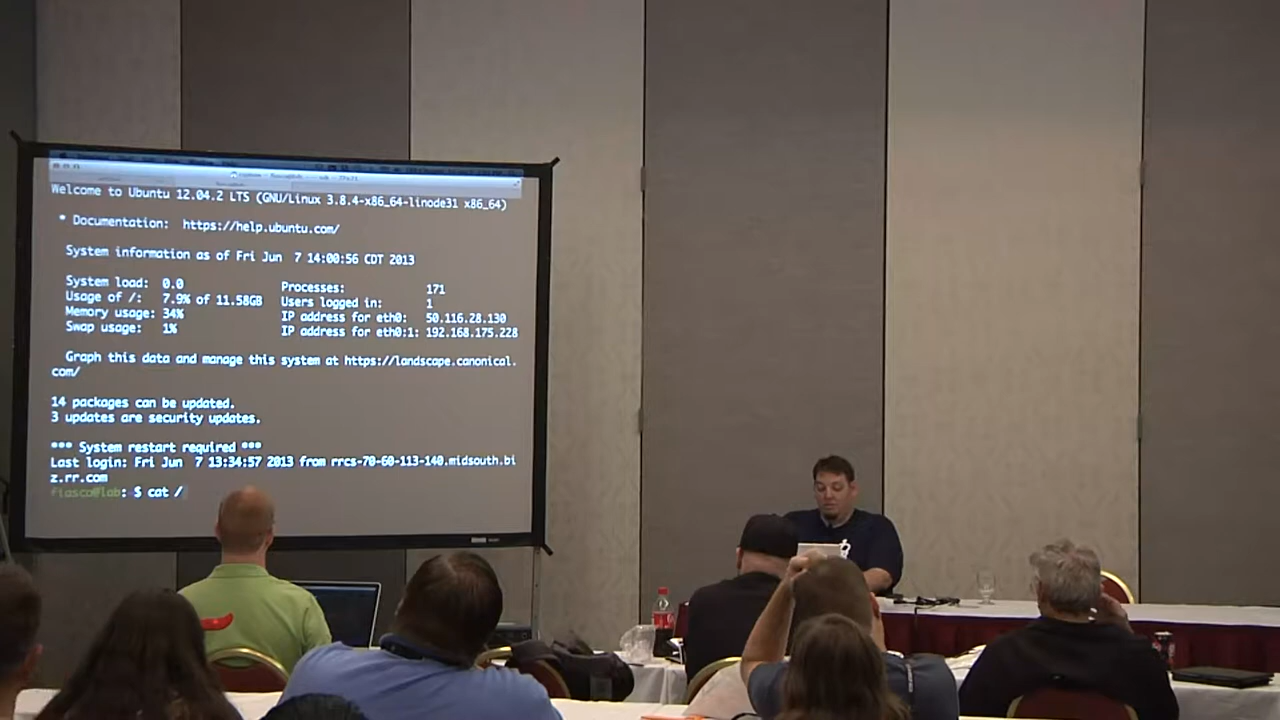 Welcome to Ubuntu 12.04.2 LTS (GNU/Linux 3.8.4-x86_64-linode31 x86_64)
* Documentation: https://help.ubuntu.com/
System information as of Fri Jun 7 14:00:56 CDT 2013
System load: 0.0 Processes: 171
Usage of /: 7.9% of 11.58GB Users logged in: 1
Memory usage: 34% IP address for eth0: 50.116.28.130
Swap usage: 1% IP address for eth0:1: 192.168.175.228
Graph this data and manage this system at https://landscape.canonical.
com/
14 packages can be updated.
3 updates are security updates.
*** System restart required ***
Last login: Fri Jun 7 13:34:57 2013 from rrcs-70-60-113-140.midsouth.bi
z.rr.com
fiasco@lab: $ cat /